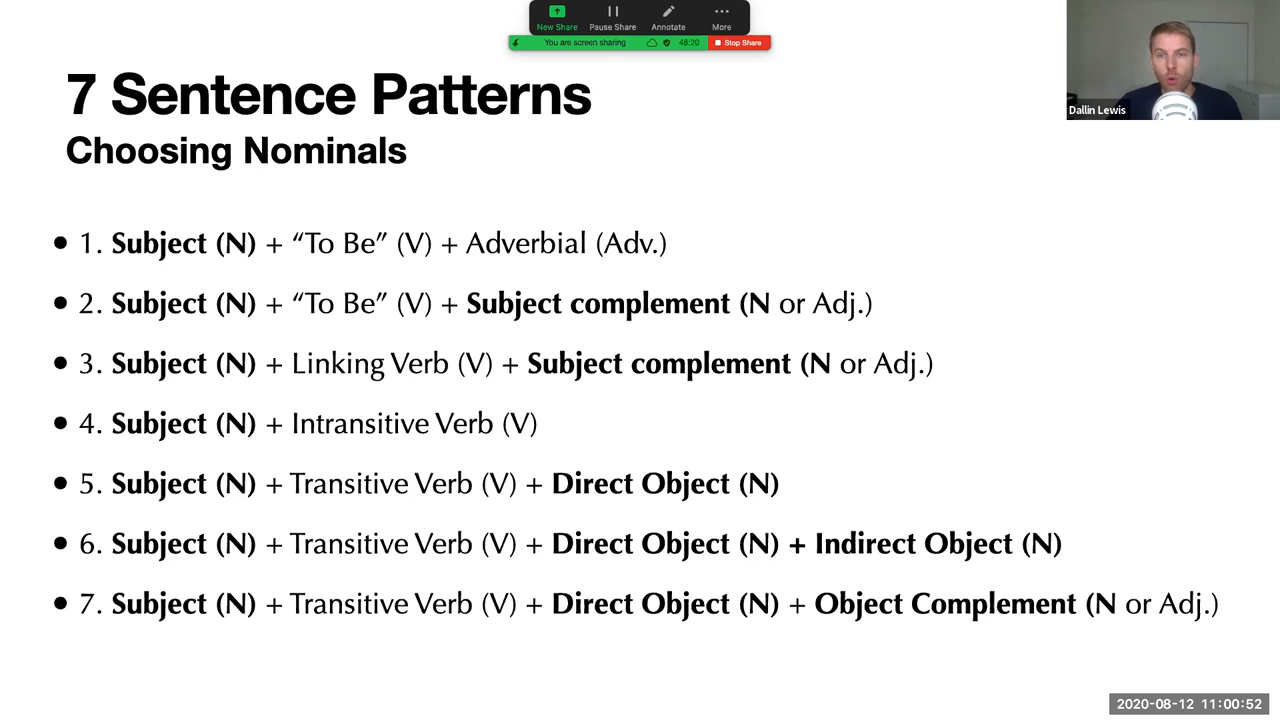 New Share
Pause Share
Annotate
More
You are screen sharing
48:20
Stop Share
Dallin Lewis
7 Sentence Patterns
Choosing Nominals
• 1. Subject (N) + “To Be” (V) + Adverbial (Adv.)
• 2. Subject (N) + “To Be” (V) + Subject complement (N or Adj.)
• 3. Subject (N) + Linking Verb (V) + Subject complement (N or Adj.)
• 4. Subject (N) + Intransitive Verb (V)
• 5. Subject (N) + Transitive Verb (V) + Direct Object (N)
• 6. Subject (N) + Transitive Verb (V) + Direct Object (N) + Indirect Object (N)
• 7. Subject (N) + Transitive Verb (V) + Direct Object (N) + Object Complement (N or Adj.)
2020-08-12 11:00:52